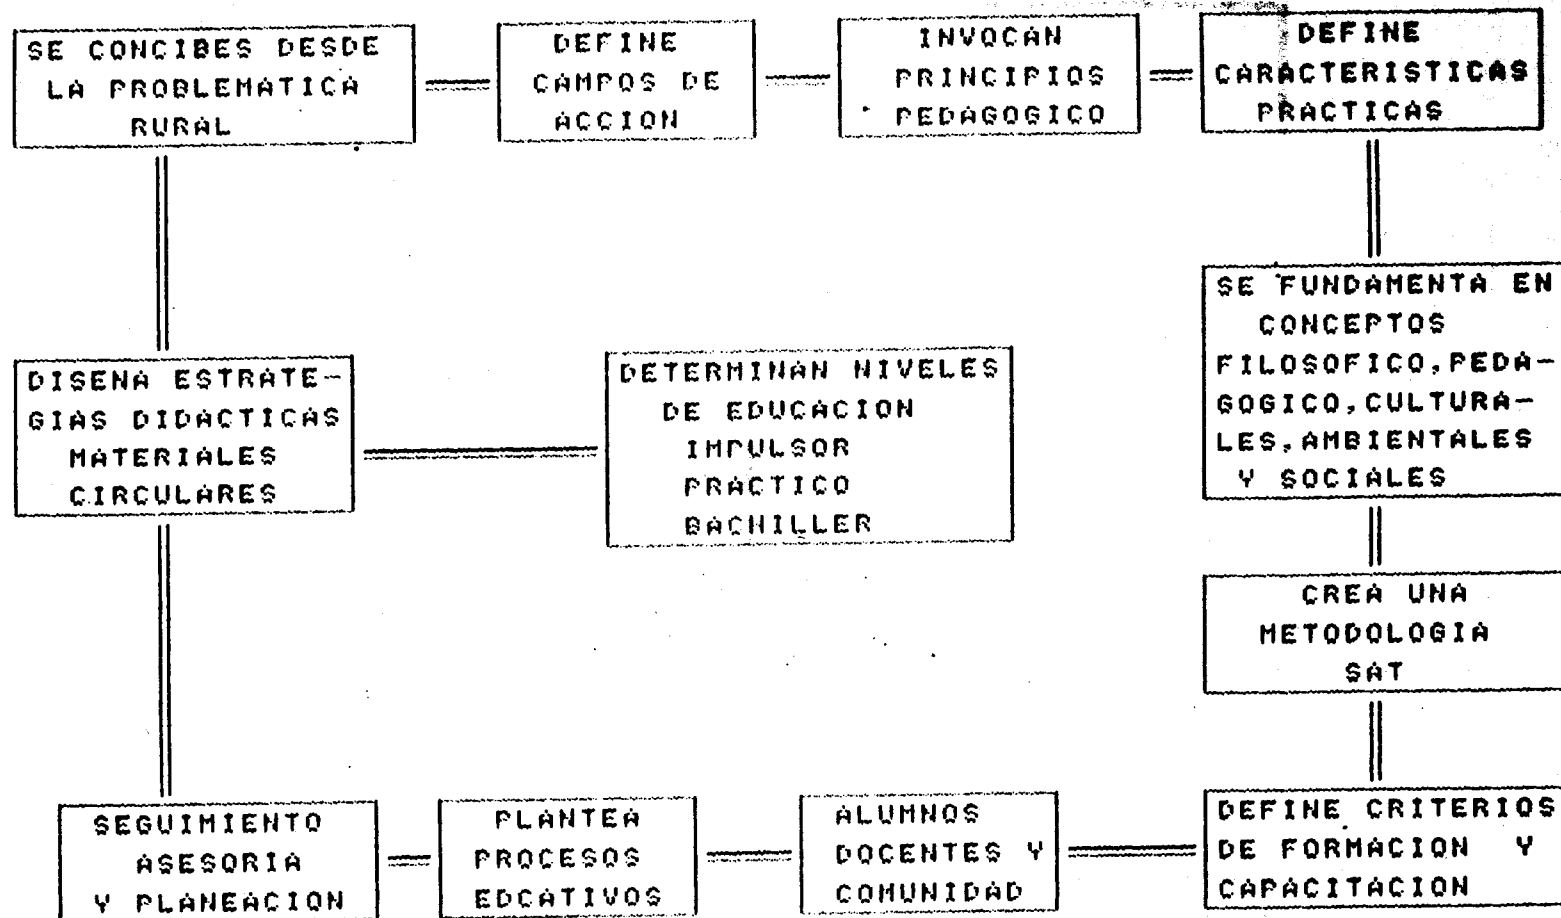 SE CONCIBES DESDE
LA PROBLEMATICA
RURAL
DEFINE
CAMPOS DE
ACCION
INVOCAN
PRINCIPIOS
PEDAGOGICO
DEFINE
CARACTERISTICAS
PRACTICAS
SE FUNDAMENTA EN
CONCEPTOS
FILOSOFICO,PEDA-
GOGICO,CULTURA-
LES,AMBIENTALES
Y SOCIALES
DISENA ESTRATE-
GIAS DIDACTICAS
MATERIALES
CIRCULARES
DETERMINAN NIVELES
DE EDUCACION
IMPULSOR
PRACTICO
BACHILLER
CREA UNA
METODOLOGIA
SAT
SEGUIMIENTO
ASESORIA
Y PLANEACION
PLANTEA
PROCESOS
EDCATIVOS
ALUMNOS
DOCENTES Y
COMUNIDAD
DEFINE CRITERIOS
DE FORMACION Y
CAPACITACION